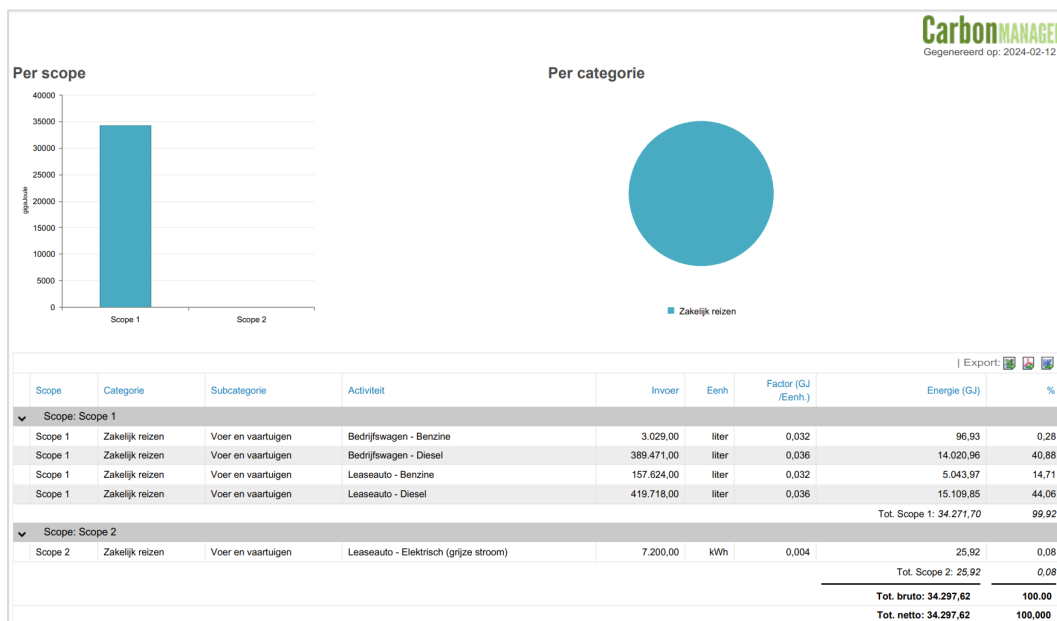 CarbonMANAGER
Gegenereerd op: 2024-02-12
Per scope
Per categorie
40000
35000
30000
25000
20000
15000
10000
5000
0
gigaJoule
Scope 1
Scope 2
Zakelijk reizen
| Export:
Scope Categorie Subcategorie Activiteit Invoer Eenh Factor (GJ /Eenh.) Energie (GJ) %
Scope: Scope 1
Scope 1 Zakelijk reizen Voer en vaartuigen Bedrijfswagen - Benzine 3.029,00 liter 0,032 96,93 0,28
Scope 1 Zakelijk reizen Voer en vaartuigen Bedrijfswagen - Diesel 389.471,00 liter 0,036 14.020,96 40,88
Scope 1 Zakelijk reizen Voer en vaartuigen Leaseauto - Benzine 157.624,00 liter 0,032 5.043,97 14,71
Scope 1 Zakelijk reizen Voer en vaartuigen Leaseauto - Diesel 419.718,00 liter 0,036 15.109,85 44,06
Tot. Scope 1: 34.271,70 99,92
Scope: Scope 2
Scope 2 Zakelijk reizen Voer en vaartuigen Leaseauto - Elektrisch (grijze stroom) 7.200,00 kWh 0,004 25,92 0,08
Tot. Scope 2: 25,92 0,08
Tot. bruto: 34.297,62 100.00
Tot. netto: 34.297,62 100,000